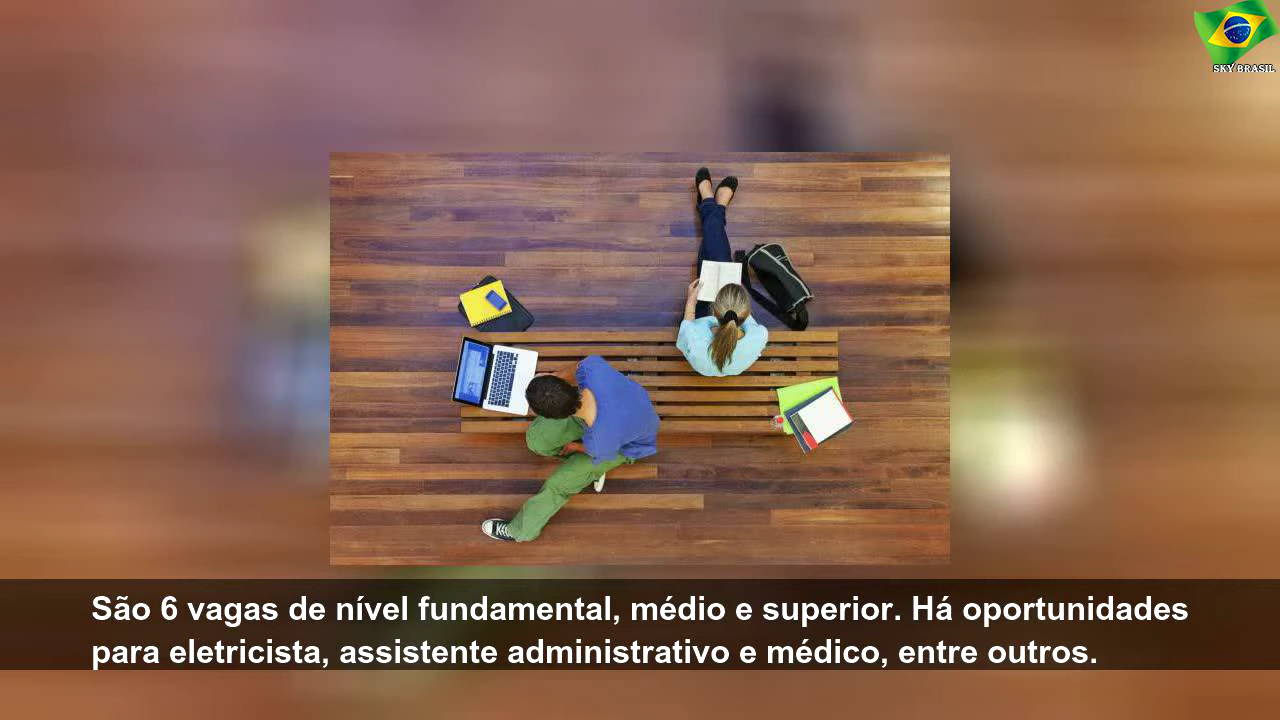 SKY BRASIL
São 6 vagas de nível fundamental, médio e superior. Há oportunidades
para eletricista, assistente administrativo e médico, entre outros.